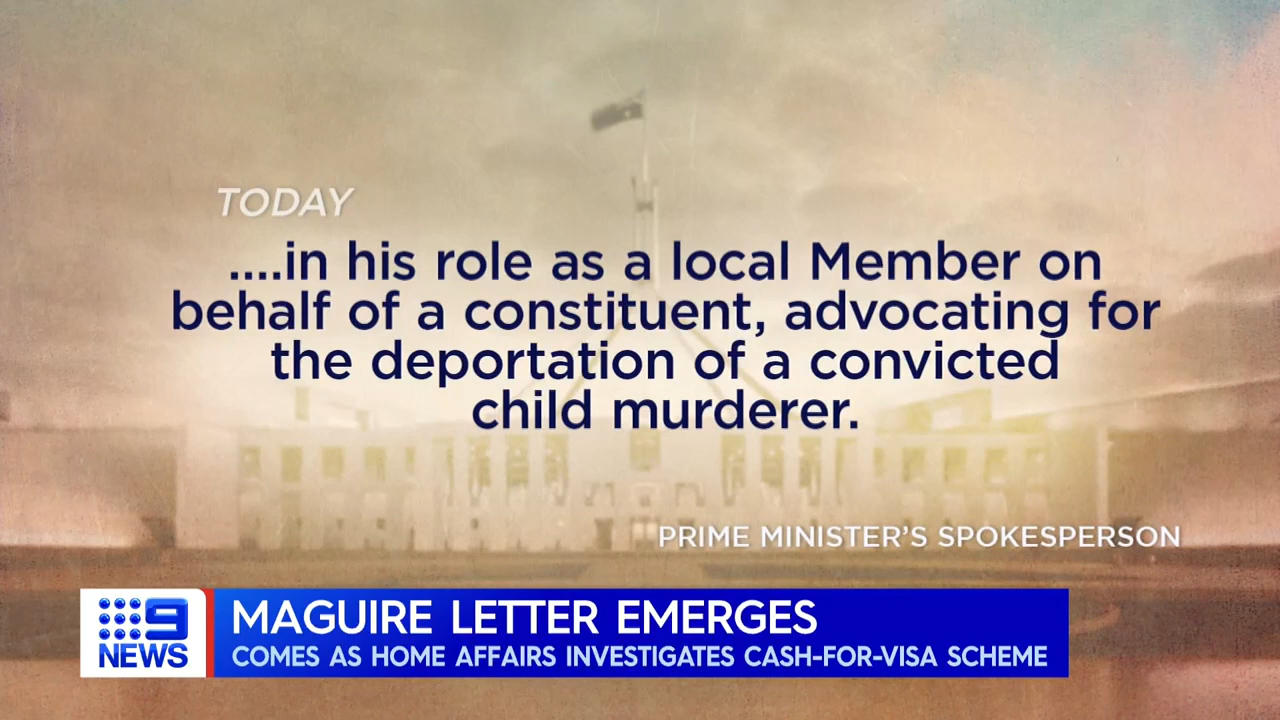 TODAY
....in his role as a local Member on
behalf of a constituent, advocating for
the deportation of a convicted
child murderer.
PRIME MINISTER'S SPOKESPERSON
9
NEWS
MAGUIRE LETTER EMERGES
COMES AS HOME AFFAIRS INVESTIGATES CASH-FOR-VISA SCHEME